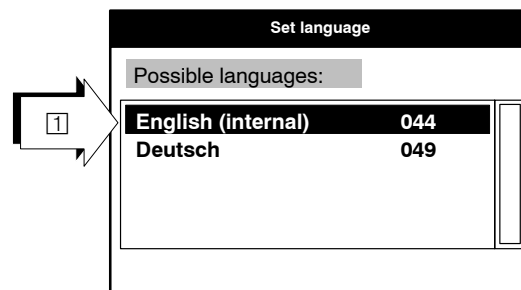 Set language
Possible languages:
1
English (internal) 044
Deutsch 049